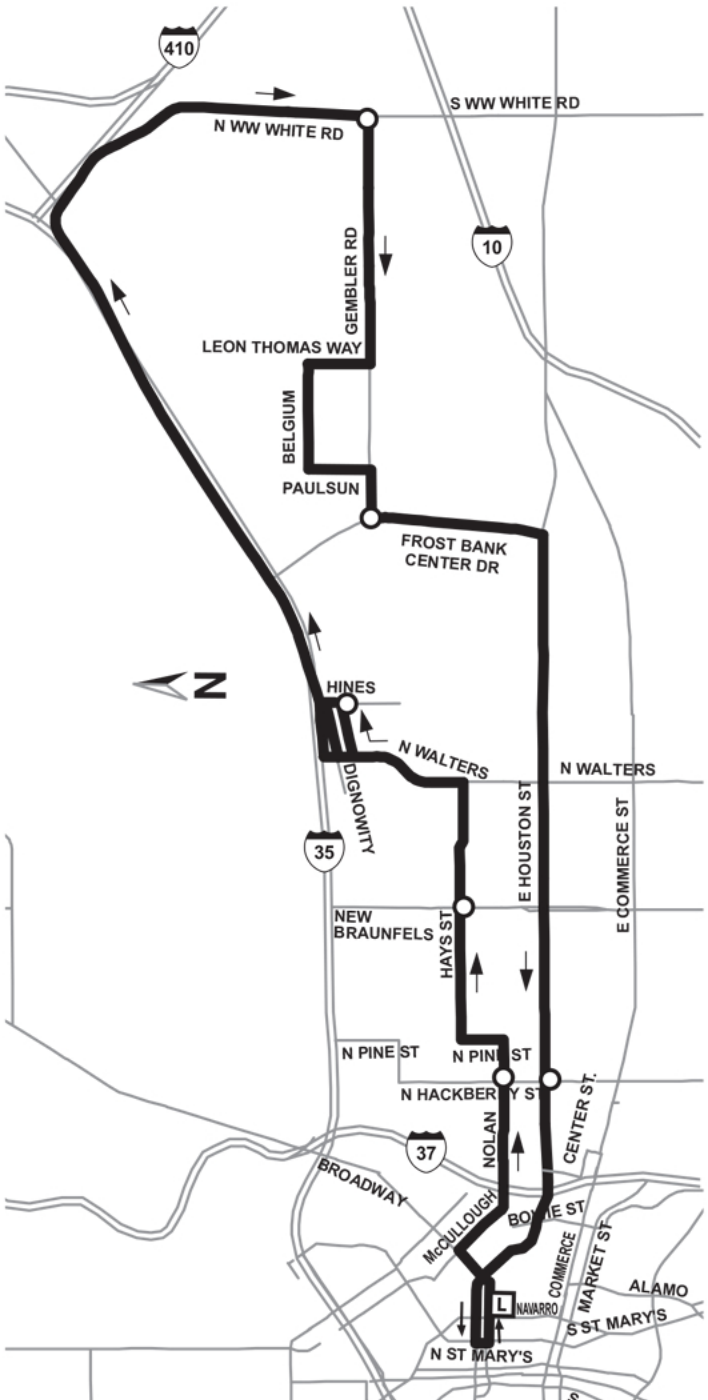 410
S WW WHITE RD
N WW WHITE RD
10
GEMBLER RD
LEON THOMAS WAY
BELGIUM
PAULSUN
FROST BANK
CENTER DR
N
HINES
N WALTERS
N WALTERS
DIGNOWITY
E HOUSTON ST
E COMMERCE ST
35
NEW
BRAUNFELS
HAYS ST
N PINE ST
N PINE ST
N HACKBERRY ST
CENTER ST.
NOLAN
37
BROADWAY
McCULLOUGH
BOWIE ST
COMMERCE
MARKET ST
ALAMO
L
NAVARRO
S ST MARY'S
N ST MARY'S